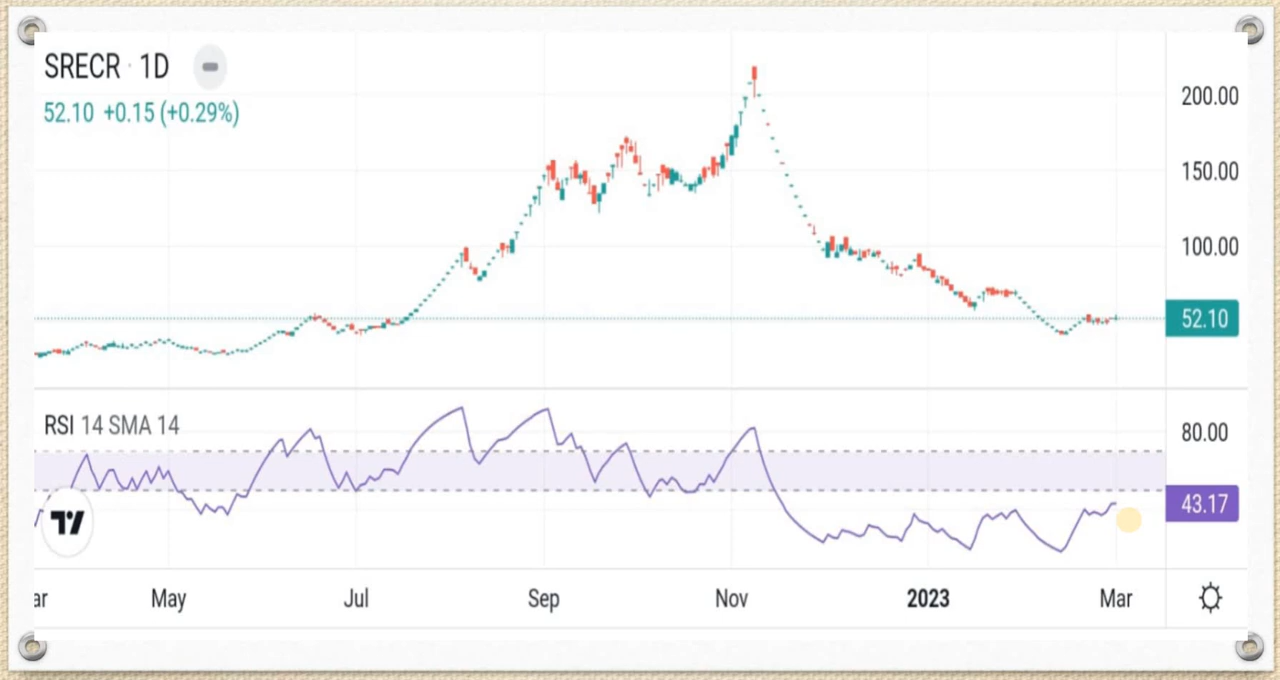 SRECR · 1D
52.10 +0.15 (+0.29%)
200.00
150.00
100.00
52.10
RSI 14 SMA 14
80.00
43.17
ar May Jul Sep Nov 2023 Mar